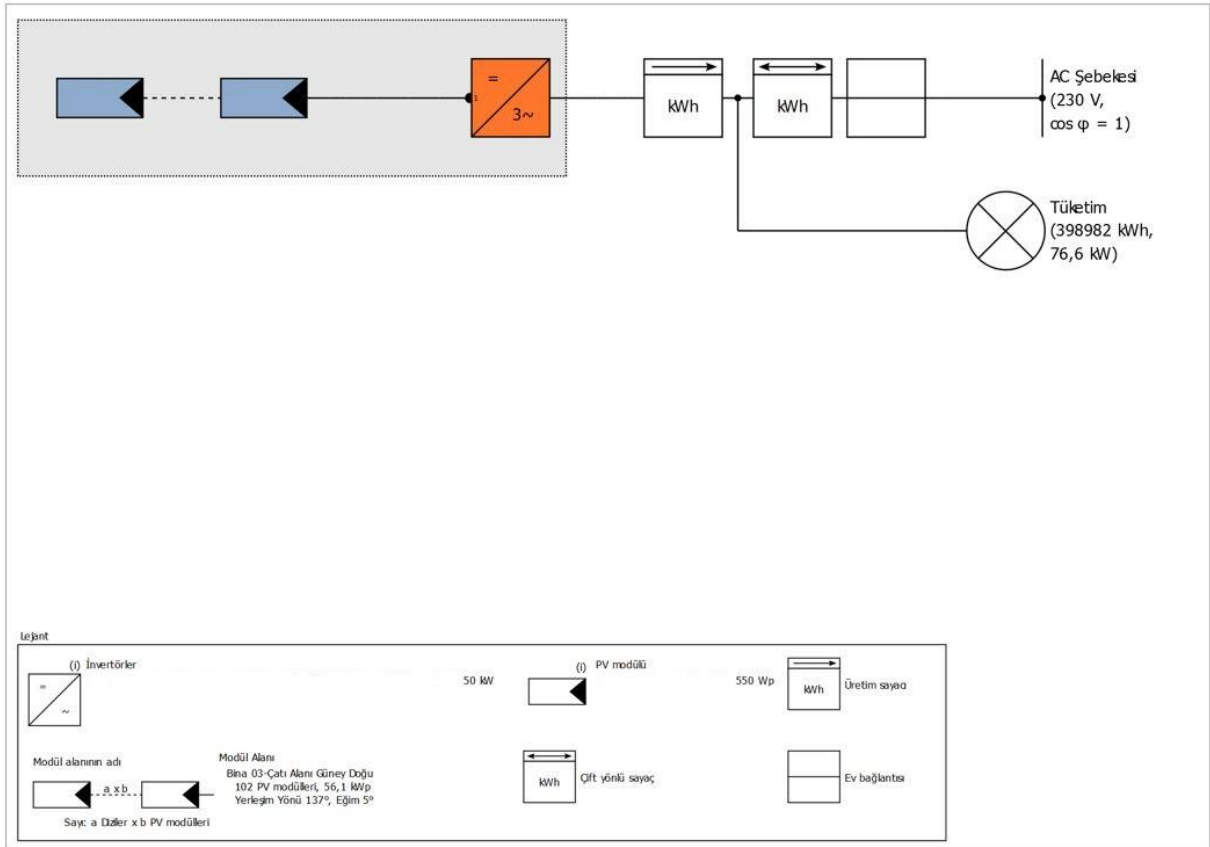 =
1
3~
kWh
kWh
AC Şebekesi
(230 V,
cos φ = 1)
Tüketim
(398982 kWh,
76,6 kW)
Lejant
(i) İnvertörler
50 kW
=
~
(i) PV modülü
550 Wp
kWh
Üretim sayacı
Modül alanının adı
a x b
Sayı: a Diziler x b PV modülleri
Modül Alanı
Bina 03-Çatı Alanı Güney Doğu
102 PV modülleri, 56,1 kWp
Yerleşim Yönü 137°, Eğim 5°
kWh
Çift yönlü sayaç
Ev bağlantısı